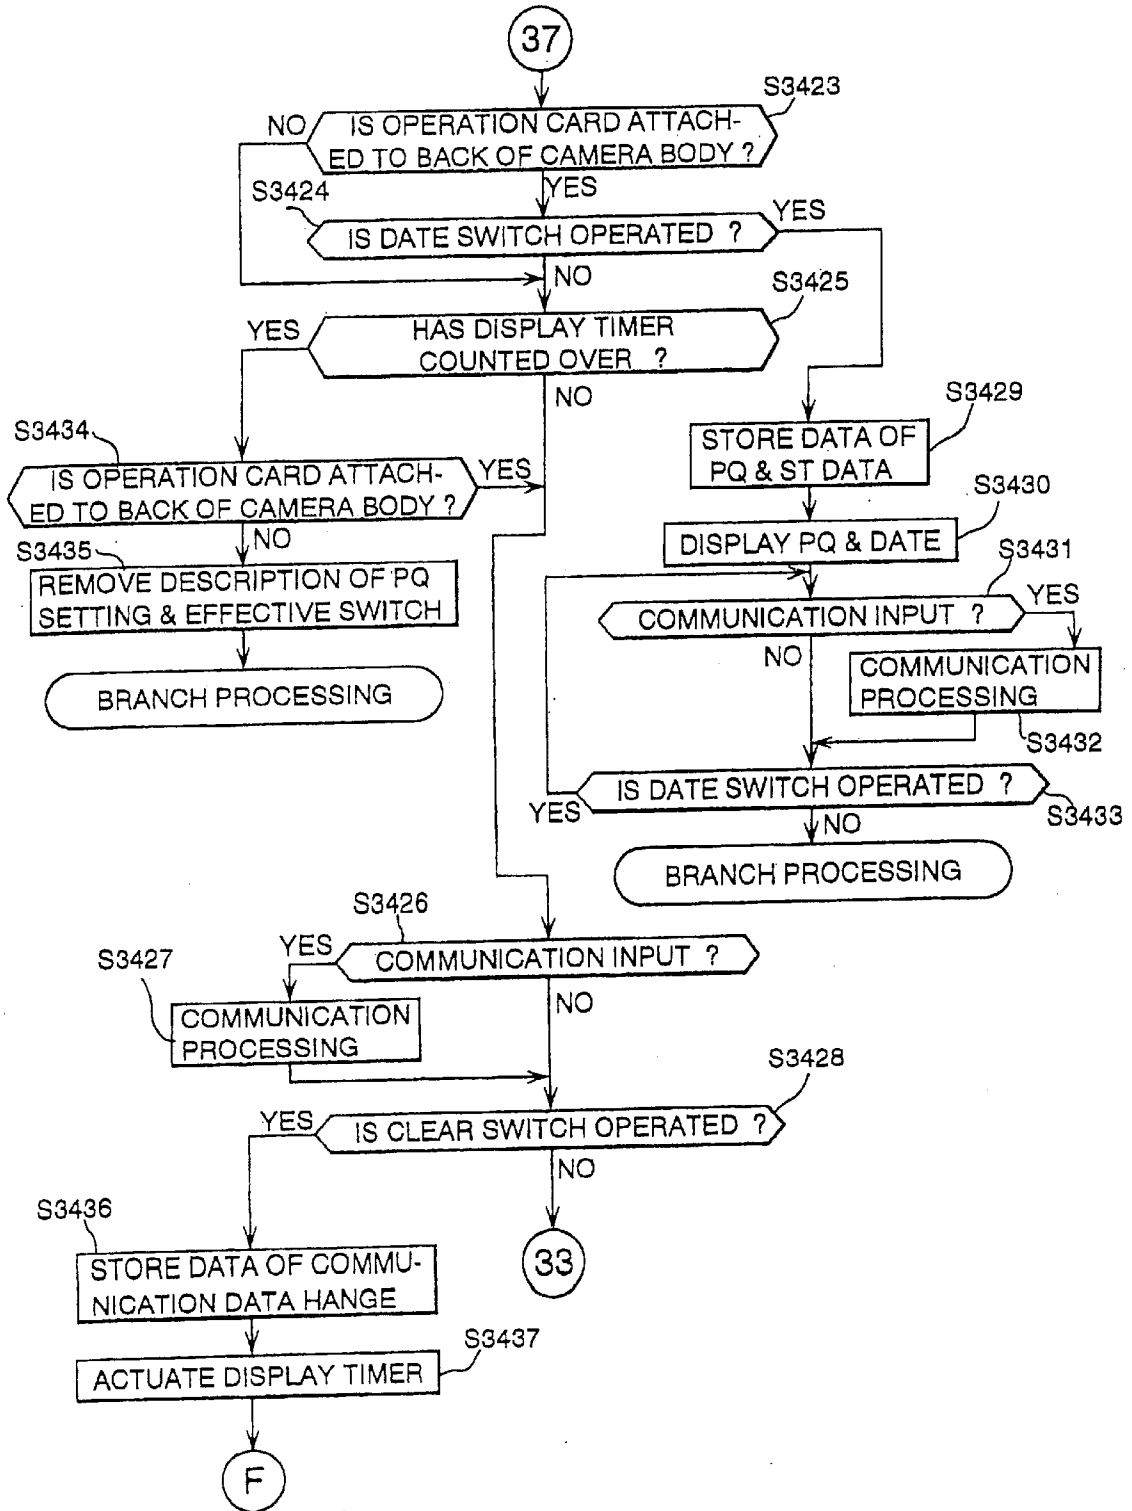 37
S3423
NO
IS OPERATION CARD ATTACH-
ED TO BACK OF CAMERA BODY ?
YES
S3424
YES
IS DATE SWITCH OPERATED ?
NO
S3425
YES
HAS DISPLAY TIMER
COUNTED OVER ?
NO
S3429
STORE DATA OF
PQ & ST DATA
S3434
IS OPERATION CARD ATTACH-
ED TO BACK OF CAMERA BODY ?
YES
S3430
DISPLAY PQ & DATE
NO
S3435
REMOVE DESCRIPTION OF PQ
SETTING & EFFECTIVE SWITCH
BRANCH PROCESSING
S3431
COMMUNICATION INPUT ?
YES
NO
COMMUNICATION
PROCESSING
S3432
IS DATE SWITCH OPERATED ?
YES
S3433
NO
BRANCH PROCESSING
S3426
YES
COMMUNICATION INPUT ?
S3427
NO
COMMUNICATION
PROCESSING
S3428
YES
IS CLEAR SWITCH OPERATED ?
NO
S3436
33
STORE DATA OF COMMU-
NICATION DATA HANGE
S3437
ACTUATE DISPLAY TIMER
F